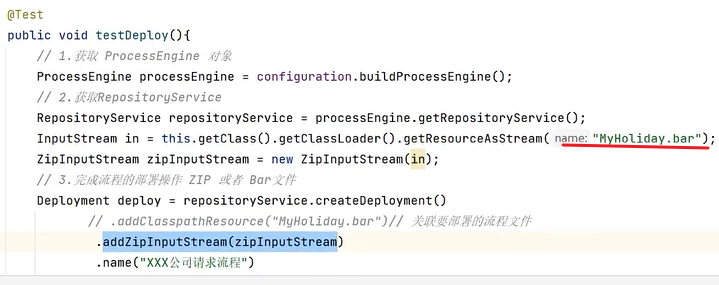 @Test
public void testDeploy(){
// 1.获取 ProcessEngine 对象
ProcessEngine processEngine = configuration.buildProcessEngine();
// 2.获取RepositoryService
RepositoryService repositoryService = processEngine.getRepositoryService();
InputStream in = this.getClass().getClassLoader().getResourceAsStream( name: "MyHoliday.bar");
ZipInputStream zipInputStream = new ZipInputStream(in);
// 3.完成流程的部署操作 ZIP 或者 Bar文件
Deployment deploy = repositoryService.createDeployment()
// .addClasspathResource("MyHoliday.bar")// 关联要部署的流程文件
.addZipInputStream(zipInputStream)
.name("XXX公司请求流程")